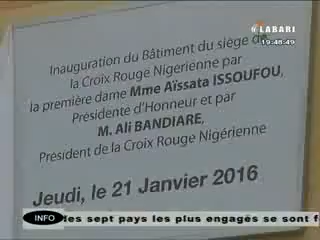 LABARI
19:48:49
Inauguration du Bâtiment du siège de
la Croix Rouge Nigerienne par
la première dame Mme Aïssata ISSOUFOU,
Présidente d'Honneur et par
M. Ali BANDIARE,
Président de la Croix Rouge Nigérienne
Jeudi, le 21 Janvier 2016
INFO les sept pays les plus engagés se sont f